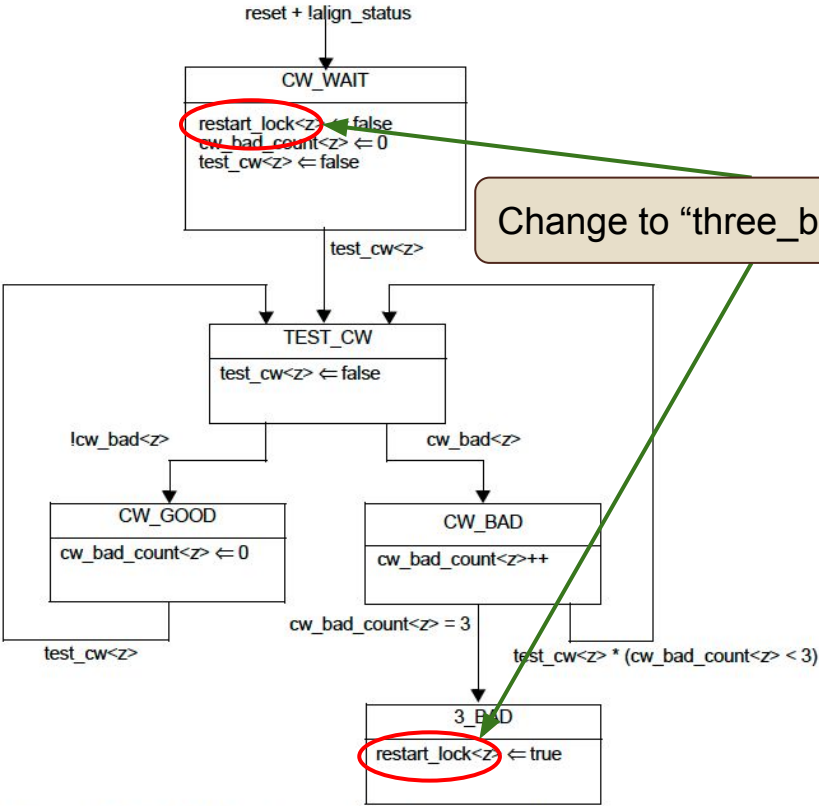 reset + !align_status
CW_WAIT
restart_lock<z> ⇐ false
cw_bad_count<z> ⇐ 0
test_cw<z> ⇐ false
Change to “three_b
test_cw<z>
TEST_CW
test_cw<z> ⇐ false
!cw_bad<z>
cw_bad<z>
CW_GOOD
cw_bad_count<z> ⇐ 0
CW_BAD
cw_bad_count<z>++
cw_bad_count<z> = 3
test_cw<z>
test_cw<z> * (cw_bad_count<z> < 3)
3_BAD
restart_lock<z> ⇐ true